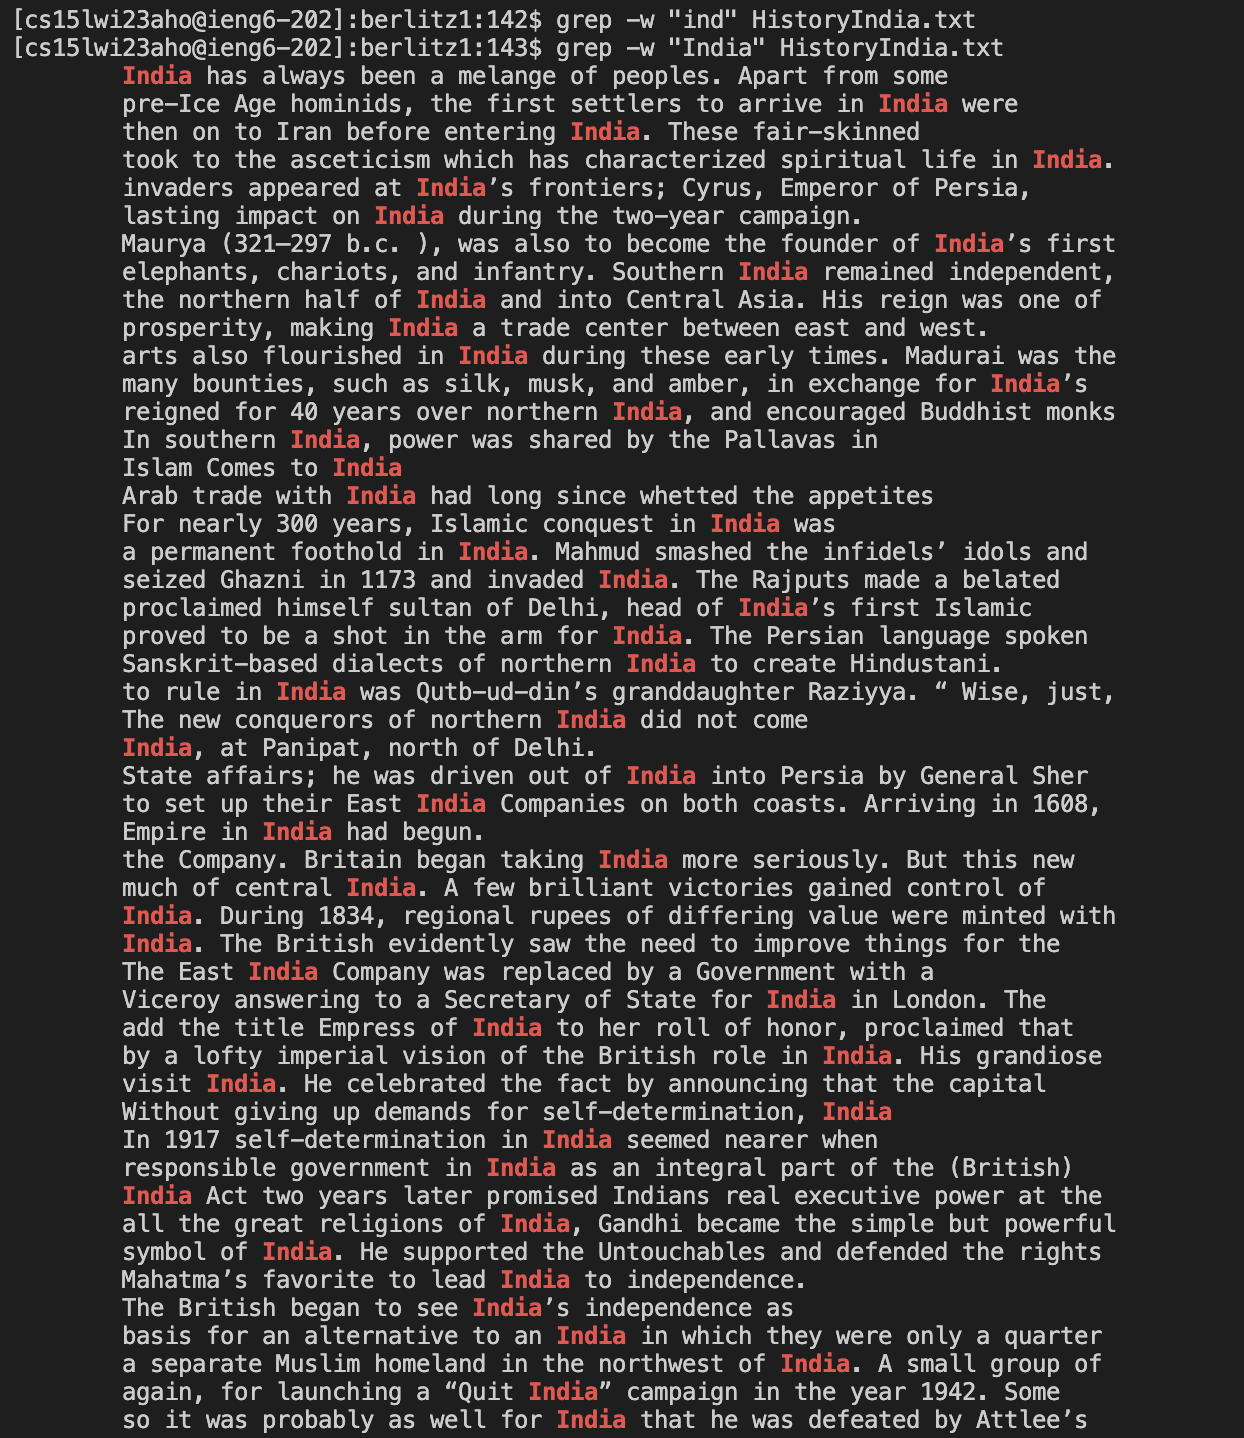 [cs15lwi23aho@ieng6-202]:berlitz1:142$ grep -w "ind" HistoryIndia.txt
[cs15lwi23aho@ieng6-202]:berlitz1:143$ grep -w "India" HistoryIndia.txt
India has always been a melange of peoples. Apart from some
pre-Ice Age hominids, the first settlers to arrive in India were
then on to Iran before entering India. These fair-skinned
took to the asceticism which has characterized spiritual life in India.
invaders appeared at India’s frontiers; Cyrus, Emperor of Persia,
lasting impact on India during the two-year campaign.
Maurya (321–297 b.c. ), was also to become the founder of India’s first
elephants, chariots, and infantry. Southern India remained independent,
the northern half of India and into Central Asia. His reign was one of
prosperity, making India a trade center between east and west.
arts also flourished in India during these early times. Madurai was the
many bounties, such as silk, musk, and amber, in exchange for India’s
reigned for 40 years over northern India, and encouraged Buddhist monks
In southern India, power was shared by the Pallavas in
Islam Comes to India
Arab trade with India had long since whetted the appetites
For nearly 300 years, Islamic conquest in India was
a permanent foothold in India. Mahmud smashed the infidels’ idols and
seized Ghazni in 1173 and invaded India. The Rajputs made a belated
proclaimed himself sultan of Delhi, head of India’s first Islamic
proved to be a shot in the arm for India. The Persian language spoken
Sanskrit-based dialects of northern India to create Hindustani.
to rule in India was Qutb-ud-din’s granddaughter Raziyya. “ Wise, just,
The new conquerors of northern India did not come
India, at Panipat, north of Delhi.
State affairs; he was driven out of India into Persia by General Sher
to set up their East India Companies on both coasts. Arriving in 1608,
Empire in India had begun.
the Company. Britain began taking India more seriously. But this new
much of central India. A few brilliant victories gained control of
India. During 1834, regional rupees of differing value were minted with
India. The British evidently saw the need to improve things for the
The East India Company was replaced by a Government with a
Viceroy answering to a Secretary of State for India in London. The
add the title Empress of India to her roll of honor, proclaimed that
by a lofty imperial vision of the British role in India. His grandiose
visit India. He celebrated the fact by announcing that the capital
Without giving up demands for self-determination, India
In 1917 self-determination in India seemed nearer when
responsible government in India as an integral part of the (British)
India Act two years later promised Indians real executive power at the
all the great religions of India, Gandhi became the simple but powerful
symbol of India. He supported the Untouchables and defended the rights
Mahatma’s favorite to lead India to independence.
The British began to see India’s independence as
basis for an alternative to an India in which they were only a quarter
a separate Muslim homeland in the northwest of India. A small group of
again, for launching a “Quit India” campaign in the year 1942. Some
so it was probably as well for India that he was defeated by Attlee’s